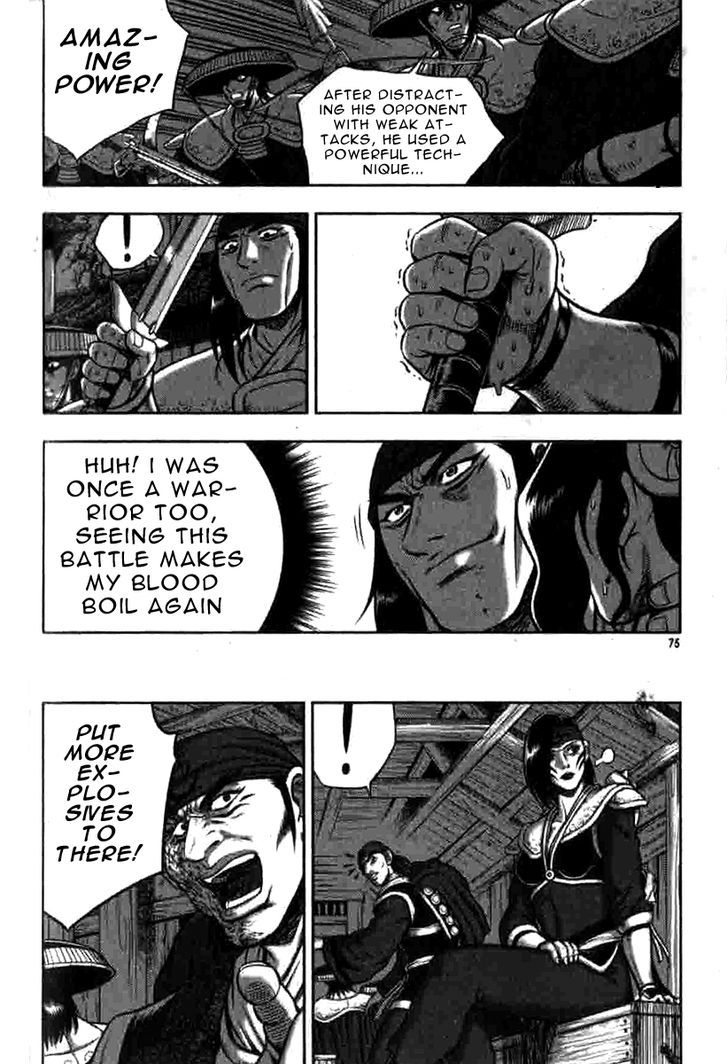 AMAZ-
ING
POWER!
AFTER DISTRACT-
ING HIS OPPONENT
WITH WEAK AT-
TACKS, HE USED A
POWERFUL TECH-
NIQUE...
!
HUH! I WAS
ONCE A WAR-
RIOR TOO,
SEEING THIS
BATTLE MAKES
MY BLOOD
BOIL AGAIN
75
PUT
MORE
EX-
PLO-
SIVES
TO
THERE!
!